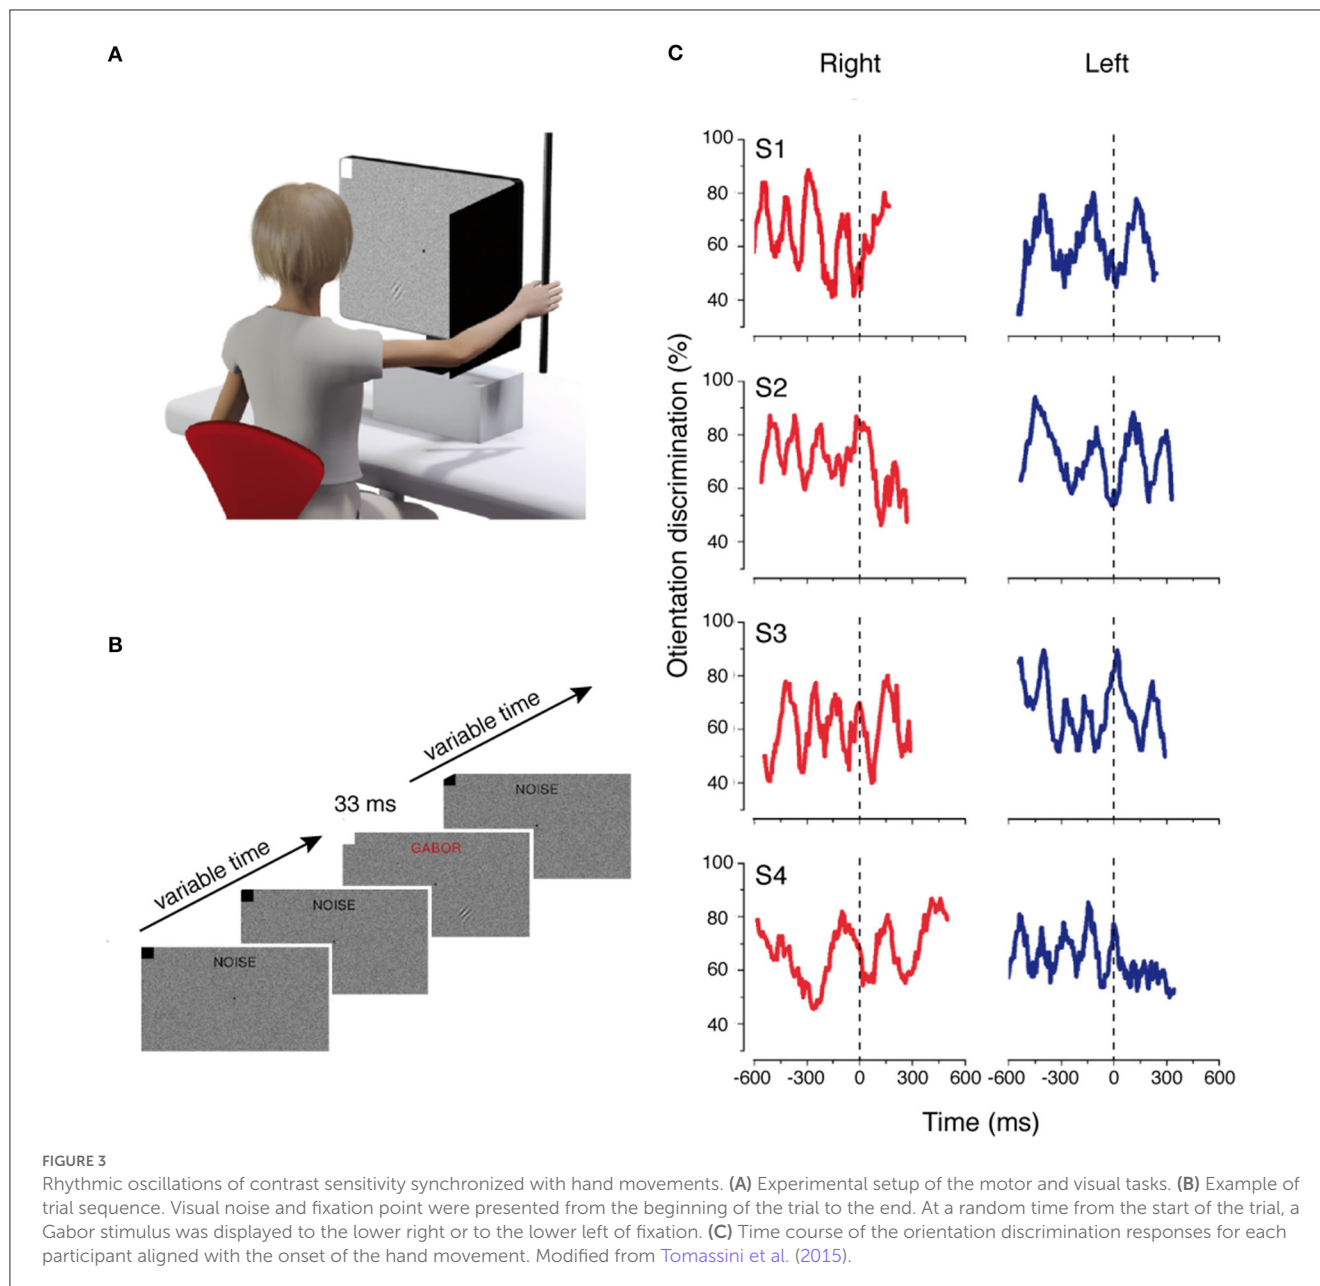 A
B
variable time
33 ms
variable time
NOISE
NOISE
GABOR
NOISE
C
Right
Left
Otientation discrimination (%)
S1
100
80
60
40
S2
100
80
60
40
S3
100
80
60
40
S4
100
80
60
40
-600 -300 0 300 600
-600 -300 0 300 600
Time (ms)
FIGURE 3
Rhythmic oscillations of contrast sensitivity synchronized with hand movements. (A) Experimental setup of the motor and visual tasks. (B) Example of
trial sequence. Visual noise and fixation point were presented from the beginning of the trial to the end. At a random time from the start of the trial, a
Gabor stimulus was displayed to the lower right or to the lower left of fixation. (C) Time course of the orientation discrimination responses for each
participant aligned with the onset of the hand movement. Modified from Tomassini et al. (2015).